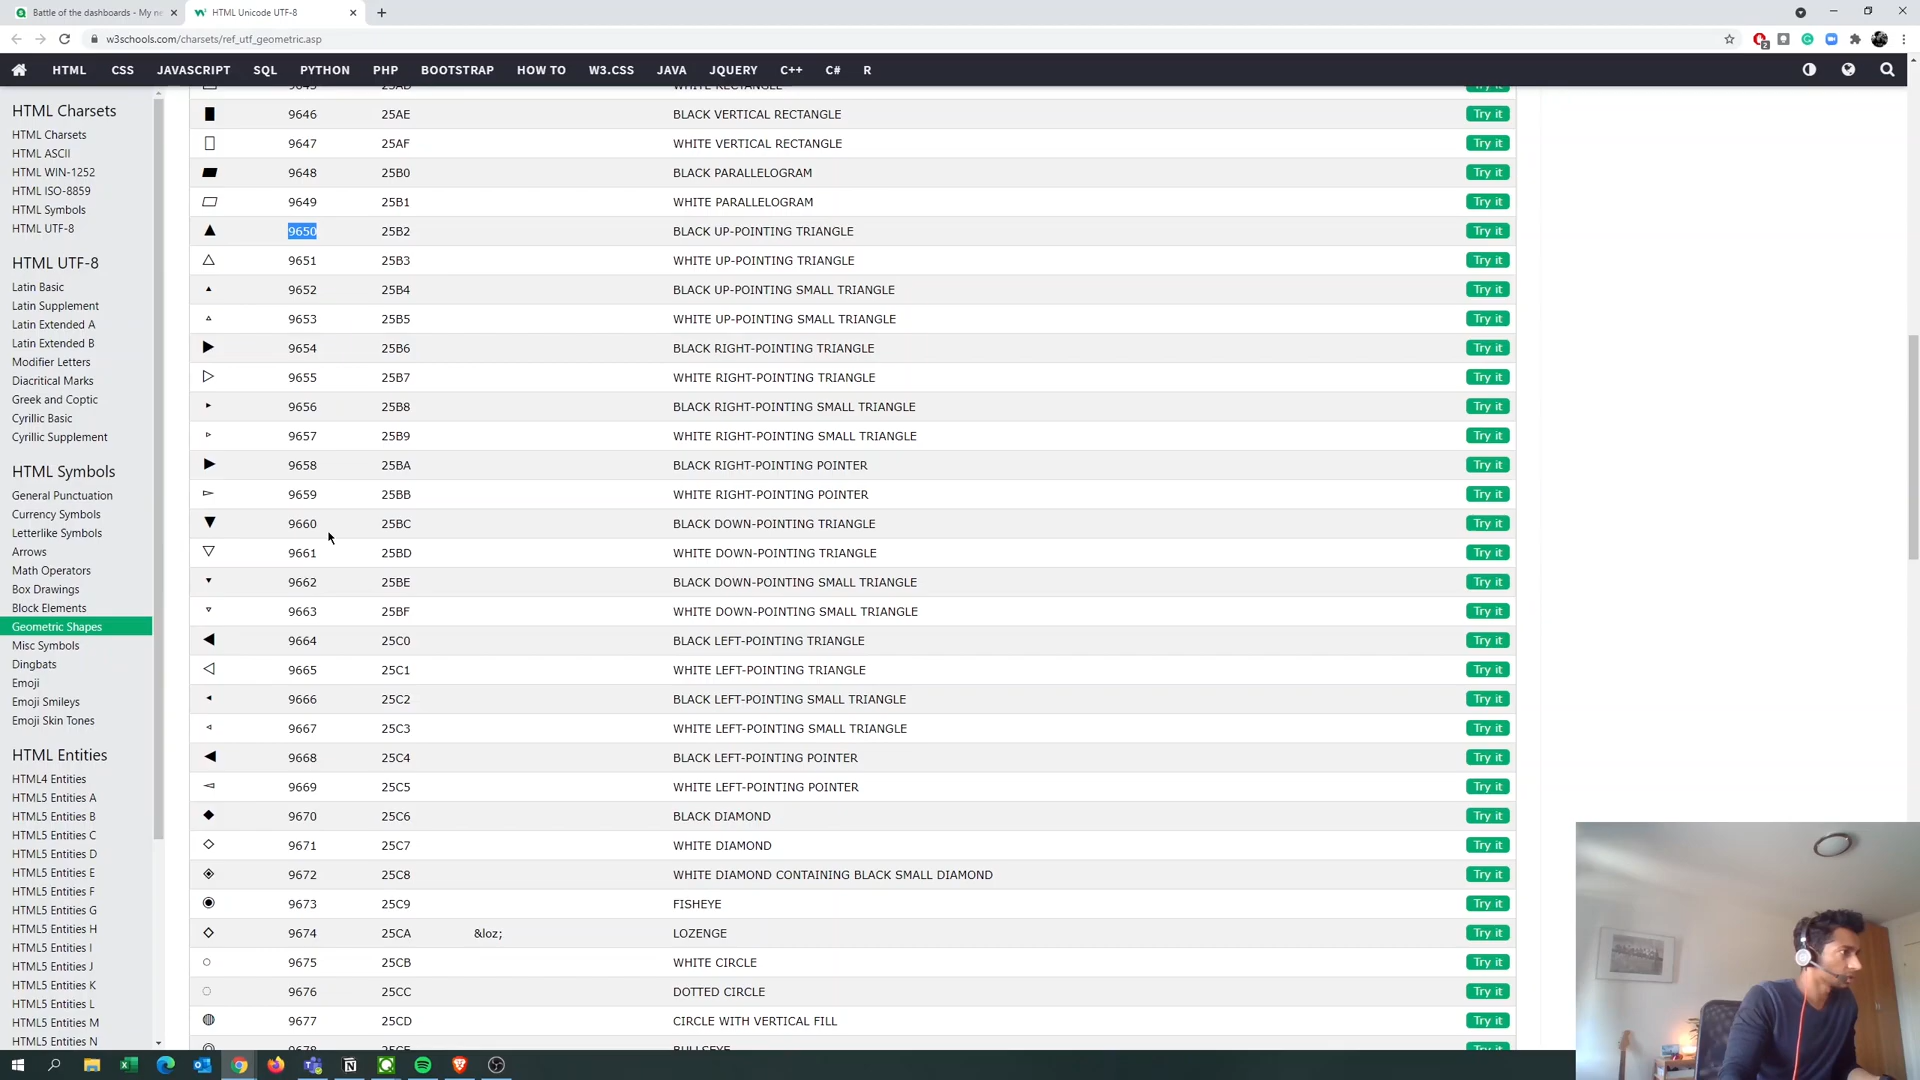 Battle of the dashboards - My ne
HTML Unicode UTF-8
w3schools.com/charsets/ref_utf_geometric.asp
HTML CSS JAVASCRIPT SQL PYTHON PHP BOOTSTRAP HOW TO W3.CSS JAVA JQUERY C++ C# R
HTML Charsets
HTML Charsets
HTML ASCII
HTML WIN-1252
HTML ISO-8859
HTML Symbols
HTML UTF-8
HTML UTF-8
Latin Basic
Latin Supplement
Latin Extended A
Latin Extended B
Modifier Letters
Diacritical Marks
Greek and Coptic
Cyrillic Basic
Cyrillic Supplement
HTML Symbols
General Punctuation
Currency Symbols
Letterlike Symbols
Arrows
Math Operators
Box Drawings
Block Elements
Geometric Shapes
Misc Symbols
Dingbats
Emoji
Emoji Smileys
Emoji Skin Tones
HTML Entities
HTML4 Entities
HTML5 Entities A
HTML5 Entities B
HTML5 Entities C
HTML5 Entities D
HTML5 Entities E
HTML5 Entities F
HTML5 Entities G
HTML5 Entities H
HTML5 Entities I
HTML5 Entities J
HTML5 Entities K
HTML5 Entities L
HTML5 Entities M
HTML5 Entities N
9645 25AD WHITE RECTANGLE Try it
■ 9646 25AE BLACK VERTICAL RECTANGLE Try it
▯ 9647 25AF WHITE VERTICAL RECTANGLE Try it
▰ 9648 25B0 BLACK PARALLELOGRAM Try it
▱ 9649 25B1 WHITE PARALLELOGRAM Try it
▲ 9650 25B2 BLACK UP-POINTING TRIANGLE Try it
△ 9651 25B3 WHITE UP-POINTING TRIANGLE Try it
▴ 9652 25B4 BLACK UP-POINTING SMALL TRIANGLE Try it
▵ 9653 25B5 WHITE UP-POINTING SMALL TRIANGLE Try it
▶ 9654 25B6 BLACK RIGHT-POINTING TRIANGLE Try it
▷ 9655 25B7 WHITE RIGHT-POINTING TRIANGLE Try it
▸ 9656 25B8 BLACK RIGHT-POINTING SMALL TRIANGLE Try it
▹ 9657 25B9 WHITE RIGHT-POINTING SMALL TRIANGLE Try it
► 9658 25BA BLACK RIGHT-POINTING POINTER Try it
▻ 9659 25BB WHITE RIGHT-POINTING POINTER Try it
▼ 9660 25BC BLACK DOWN-POINTING TRIANGLE Try it
▽ 9661 25BD WHITE DOWN-POINTING TRIANGLE Try it
▾ 9662 25BE BLACK DOWN-POINTING SMALL TRIANGLE Try it
▿ 9663 25BF WHITE DOWN-POINTING SMALL TRIANGLE Try it
◀ 9664 25C0 BLACK LEFT-POINTING TRIANGLE Try it
◁ 9665 25C1 WHITE LEFT-POINTING TRIANGLE Try it
◂ 9666 25C2 BLACK LEFT-POINTING SMALL TRIANGLE Try it
◃ 9667 25C3 WHITE LEFT-POINTING SMALL TRIANGLE Try it
◄ 9668 25C4 BLACK LEFT-POINTING POINTER Try it
◅ 9669 25C5 WHITE LEFT-POINTING POINTER Try it
◆ 9670 25C6 BLACK DIAMOND Try it
◇ 9671 25C7 WHITE DIAMOND Try it
◈ 9672 25C8 WHITE DIAMOND CONTAINING BLACK SMALL DIAMOND Try it
◉ 9673 25C9 FISHEYE Try it
◊ 9674 25CA &loz; LOZENGE Try it
○ 9675 25CB WHITE CIRCLE Try it
◌ 9676 25CC DOTTED CIRCLE Try it
◍ 9677 25CD CIRCLE WITH VERTICAL FILL Try it
◎ 9678 25CE BULLSEYE Try it